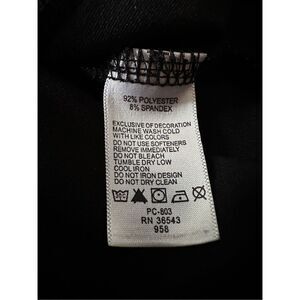 92% POLYESTER
8% SPANDEX
EXCLUSIVE OF DECORATION
MACHINE WASH COLD
WITH LIKE COLORS
DO NOT USE SOFTENERS
REMOVE IMMEDIATELY
DO NOT BLEACH
TUMBLE DRY LOW
COOL IRON
DO NOT IRON DESIGN
DO NOT DRY CLEAN
PC-803
RN 36543
958